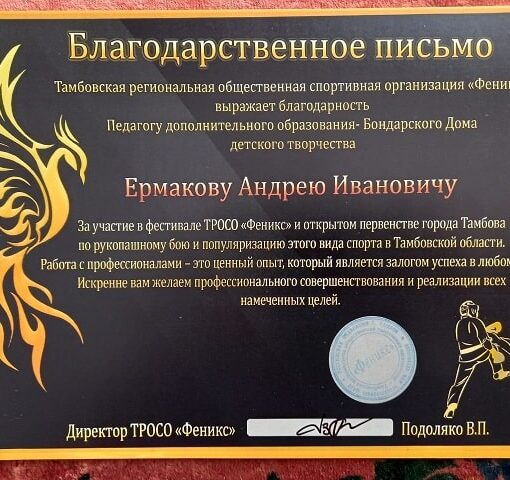 Благодарственное письмо
Тамбовская региональная общественная спортивная организация «Феник
выражает благодарность
Педагогу дополнительного образования- Бондарского Дома
детского творчества
Ермакову Андрею Ивановичу
За участие в фестивале ТРОСО «Феникс» и открытом первенстве города Тамбова
по рукопашному бою и популяризацию этого вида спорта в Тамбовской области.
Работа с профессионалами – это ценный опыт, который является залогом успеха в любом
Искренне вам желаем профессионального совершенствования и реализации всех
намеченных целей.
«Феникс»
Директор ТРОСО «Феникс»
Подоляко В.П.